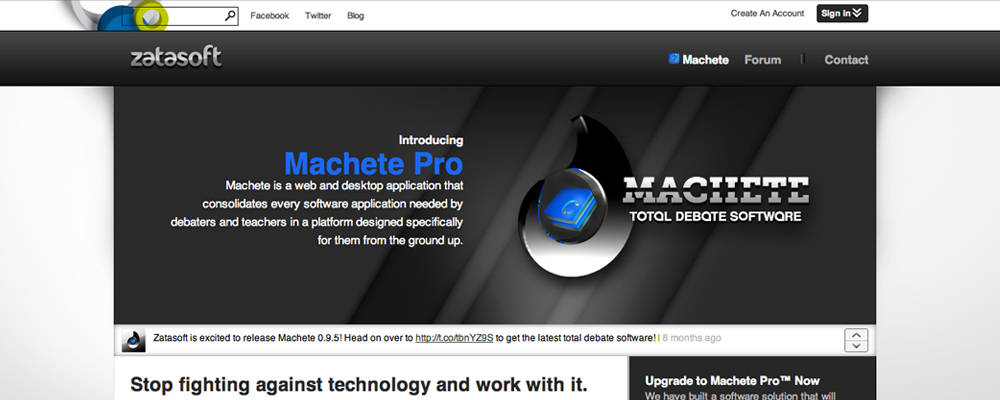 Facebook Twitter Blog Create An Account Sign in
zatasoft Machete Forum | Contact
Introducing
Machete Pro
Machete is a web and desktop application that
consolidates every software application needed by
debaters and teachers in a platform designed specifically
for them from the ground up.
MACHETE
TOTAL DEBATE SOFTWARE
Zatasoft is excited to release Machete 0.9.5! Head on over to http://t.co/tbnYZ9S to get the latest total debate software! | 8 months ago
Stop fighting against technology and work with it.
Upgrade to Machete Pro™ Now
We have built a software solution that will